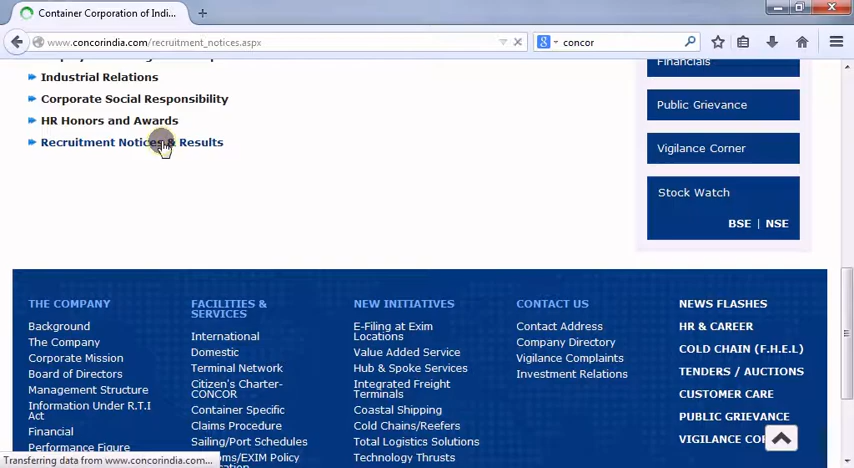 Container Corporation of Indi...
www.concorindia.com/recruitment_notices.aspx
concor
Industrial Relations
Corporate Social Responsibility
HR Honors and Awards
Recruitment Notices & Results
Financials
Public Grievance
Vigilance Corner
Stock Watch
BSE | NSE
THE COMPANY
Background
The Company
Corporate Mission
Board of Directors
Management Structure
Information Under R.T.I
Act
Financial
Performance Figure
FACILITIES &
SERVICES
International
Domestic
Terminal Network
Citizen's Charter-
CONCOR
Container Specific
Claims Procedure
Sailing/Port Schedules
oms/EXIM Policy
NEW INITIATIVES
E-Filing at Exim
Locations
Value Added Service
Hub & Spoke Services
Integrated Freight
Terminals
Coastal Shipping
Cold Chains/Reefers
Total Logistics Solutions
Technology Thrusts
CONTACT US
Contact Address
Company Directory
Vigilance Complaints
Investment Relations
NEWS FLASHES
HR & CAREER
COLD CHAIN (F.H.E.L)
TENDERS / AUCTIONS
CUSTOMER CARE
PUBLIC GRIEVANCE
VIGILANCE CO
Transferring data from www.concorindia.com...